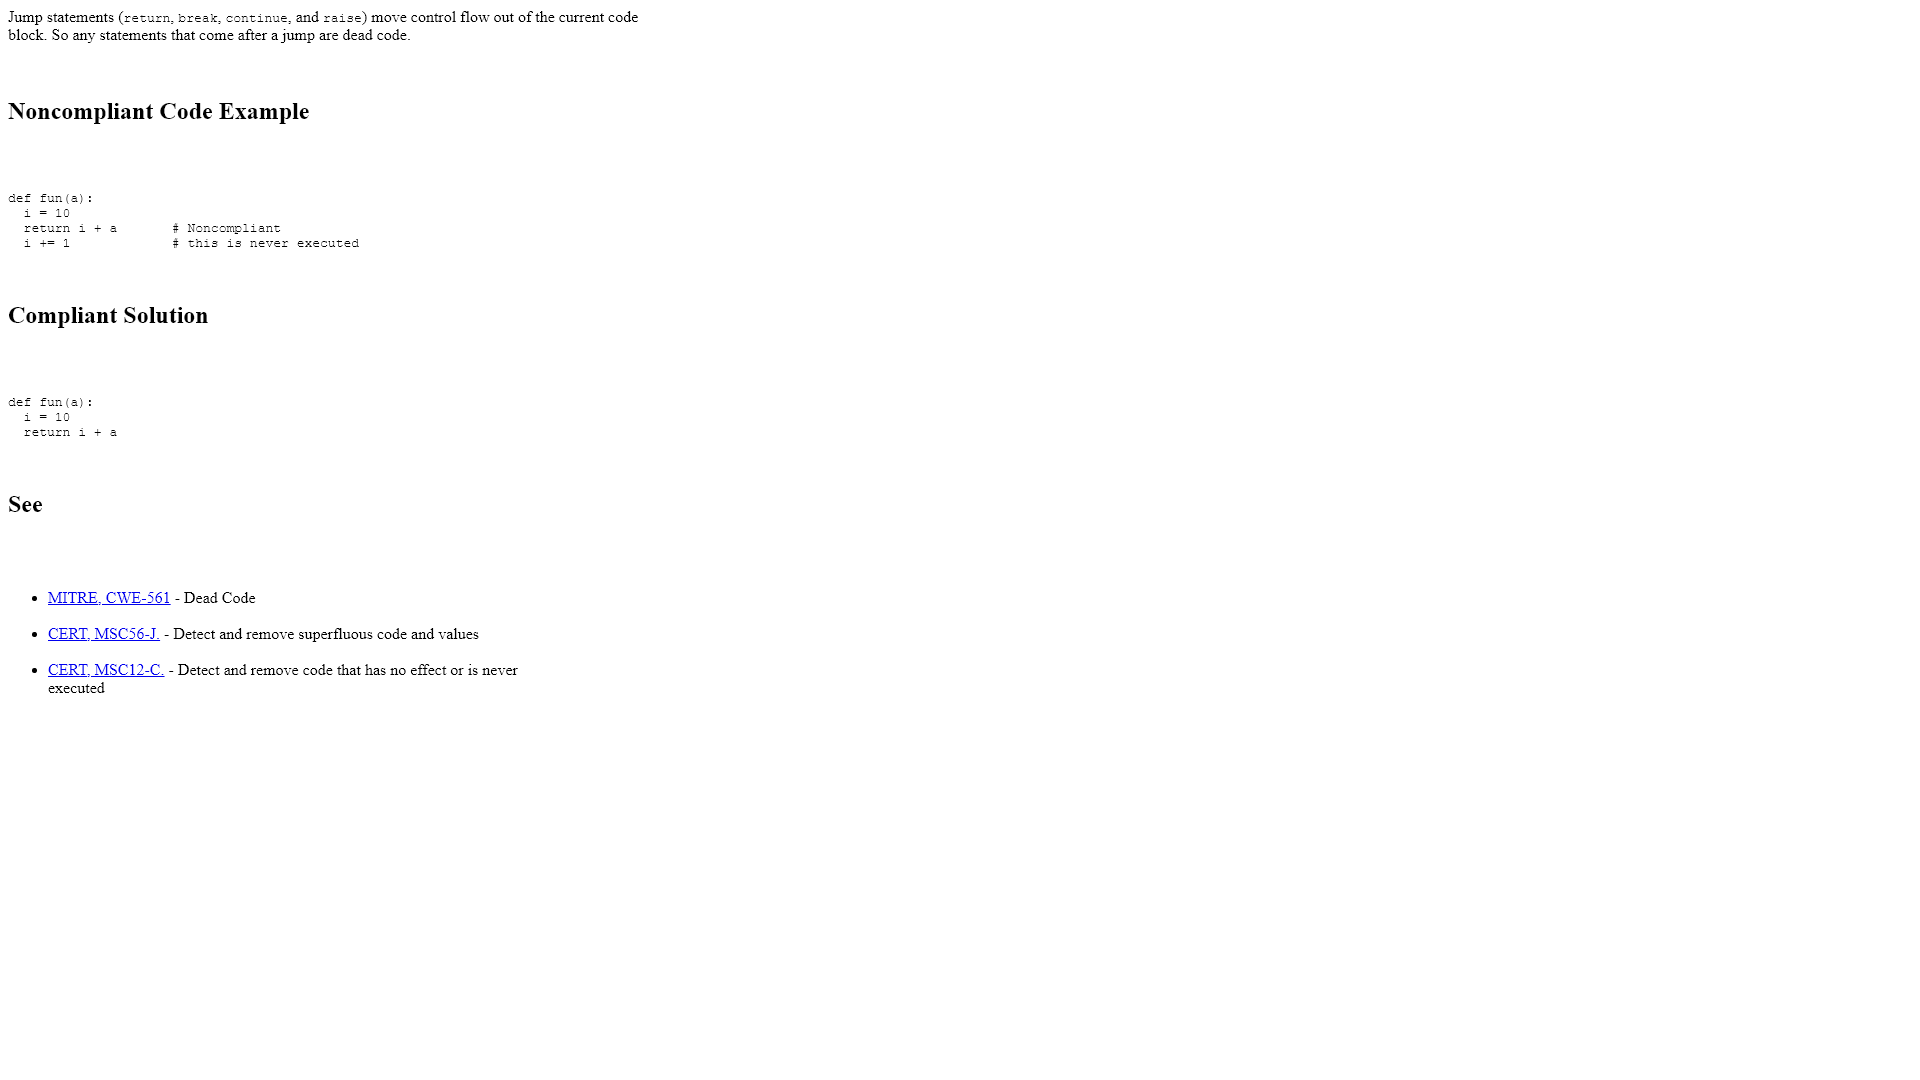 Jump statements (return, break, continue, and raise) move control flow out of the current code
block. So any statements that come after a jump are dead code.
Noncompliant Code Example
def fun(a):
  i = 10
  return i + a       # Noncompliant
  i += 1             # this is never executed
Compliant Solution
def fun(a):
  i = 10
  return i + a
See
• MITRE, CWE-561 - Dead Code
• CERT, MSC56-J. - Detect and remove superfluous code and values
• CERT, MSC12-C. - Detect and remove code that has no effect or is never
executed